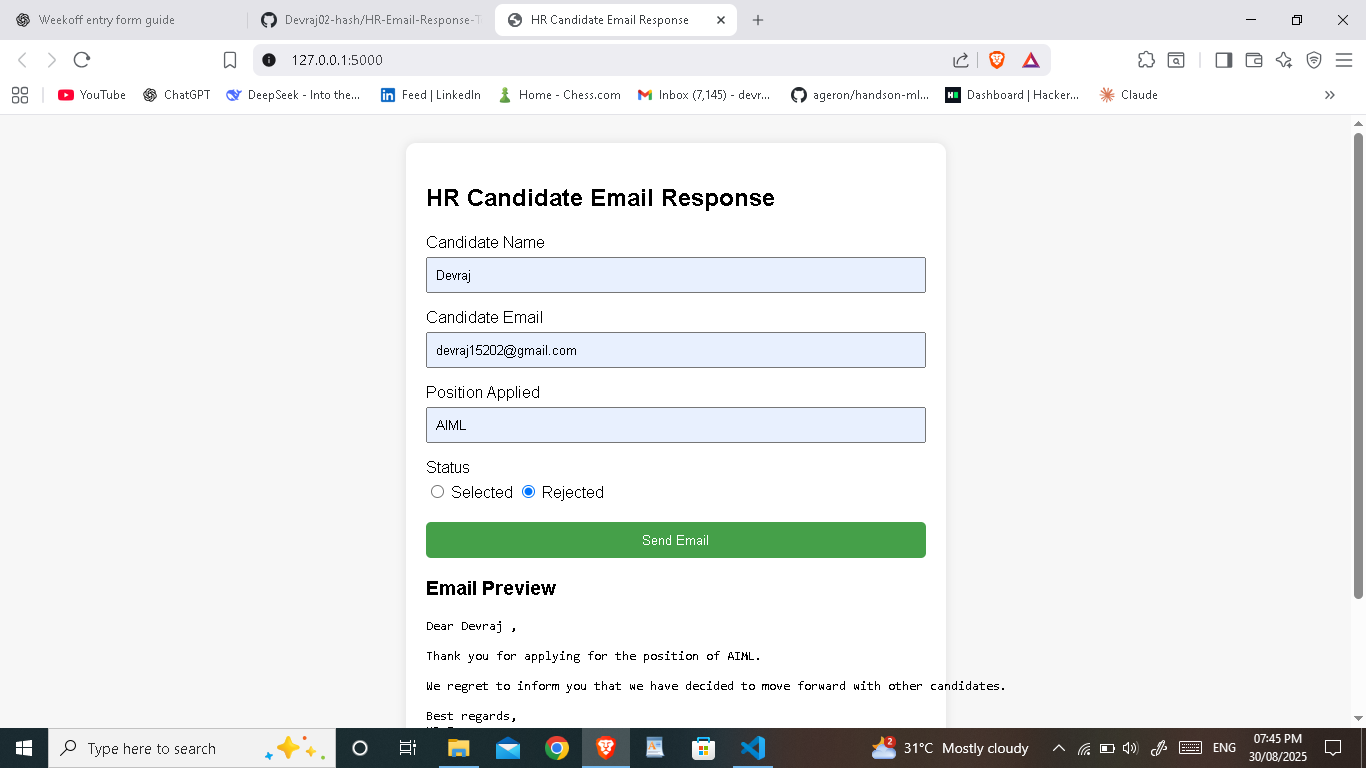 Weekoff entry form guide
Devraj02-hash/HR-Email-Response-T
HR Candidate Email Response
127.0.0.1:5000
YouTube
ChatGPT
DeepSeek - Into the...
Feed | LinkedIn
Home - Chess.com
Inbox (7,145) - devr...
ageron/handson-ml...
Dashboard | Hacker...
Claude
HR Candidate Email Response
Candidate Name
Devraj
Candidate Email
devraj15202@gmail.com
Position Applied
AIML
Status
Selected Rejected
Send Email
Email Preview
Dear Devraj ,
Thank you for applying for the position of AIML.
We regret to inform you that we have decided to move forward with other candidates.
Best regards,
Type here to search
2
31°C Mostly cloudy
ENG
07:45 PM
30/08/2025